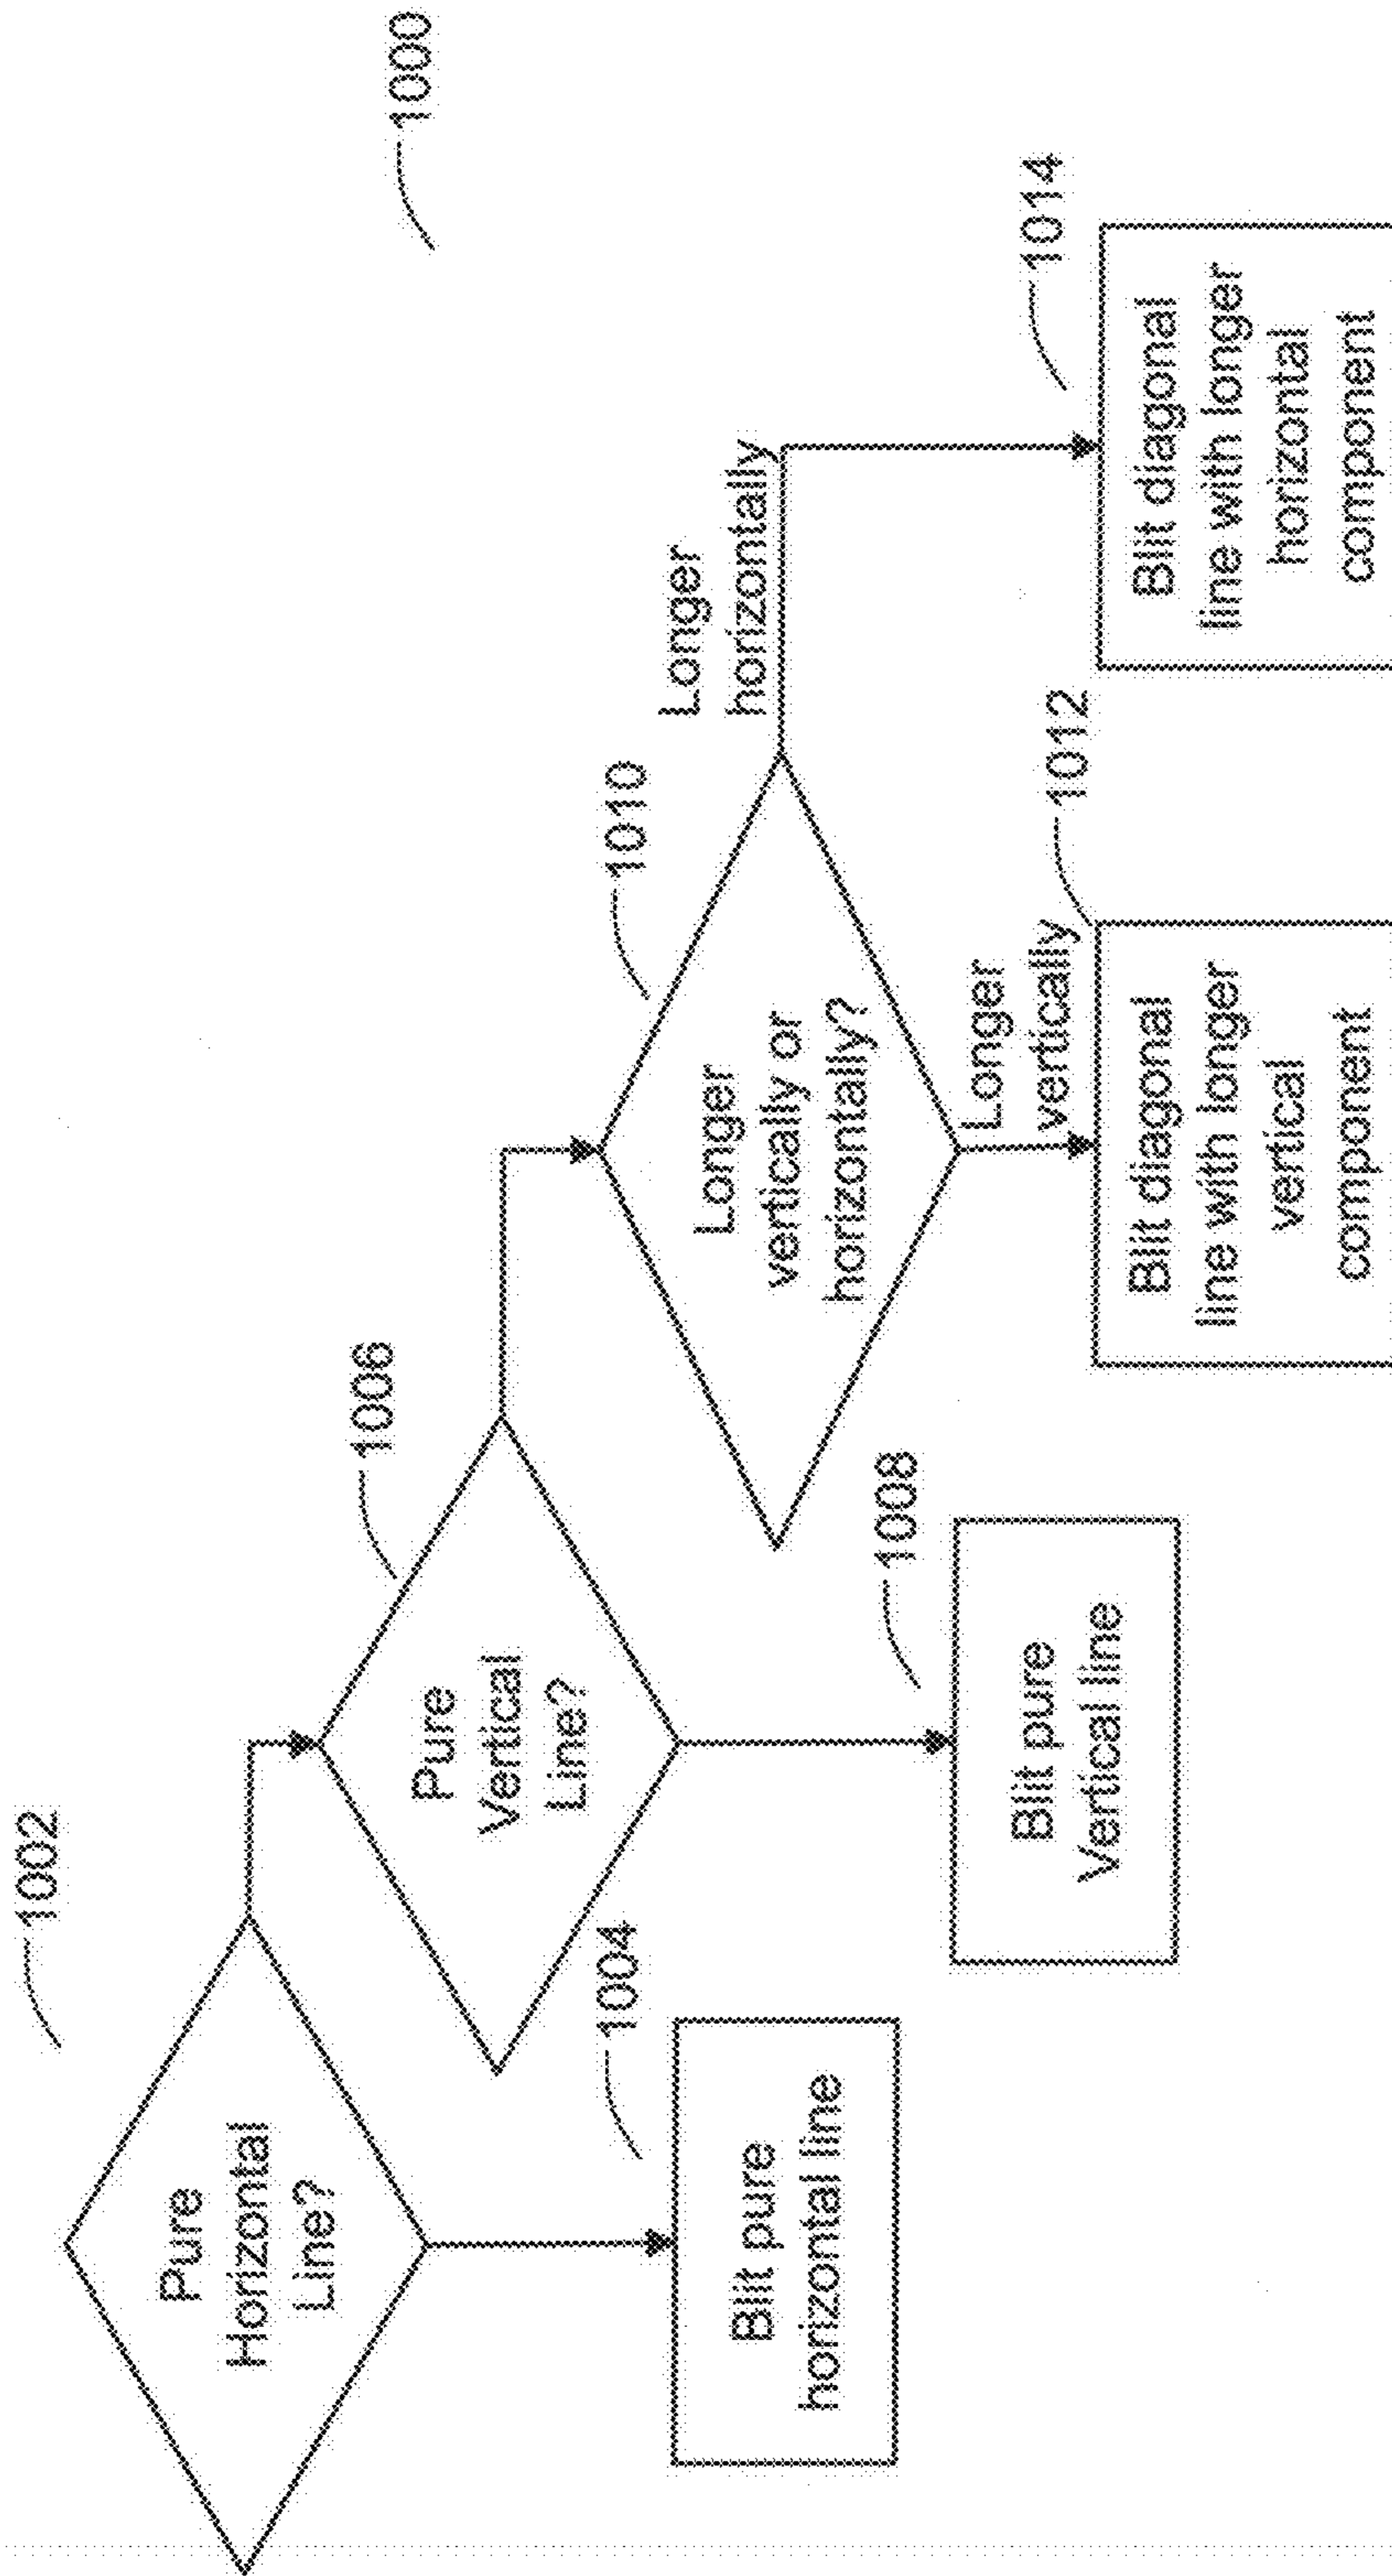 1000
1002
Pure
Horizontal
Line?
1004
Blit pure
horizontal line
1006
Pure
Vertical
Line?
1008
Blit pure
Vertical line
1010
Longer
vertically or
horizontally?
Longer
vertically
Longer
horizontally
1012
Blit diagonal
line with longer
vertical
component
1014
Blit diagonal
line with longer
horizontal
component